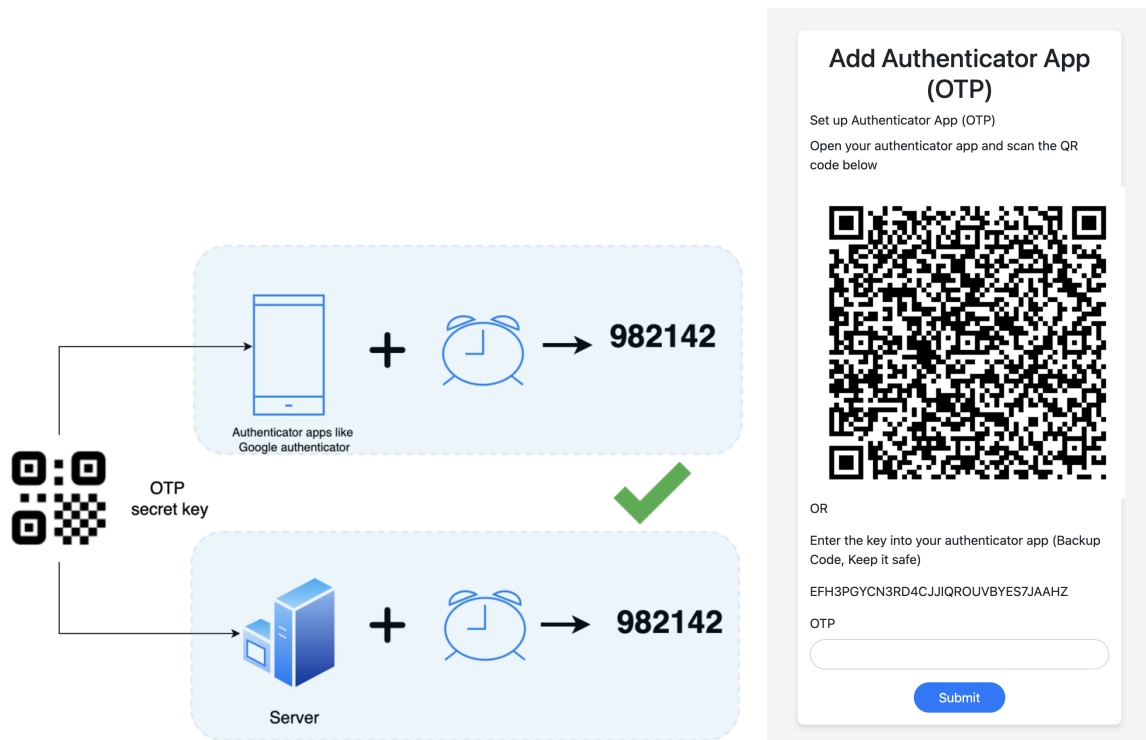 982142
Authenticator apps like
Google authenticator
OTP
secret key
982142
Server
Add Authenticator App
(OTP)
Set up Authenticator App (OTP)
Open your authenticator app and scan the QR
code below
OR
Enter the key into your authenticator app (Backup
Code, Keep it safe)
EFH3PGYCN3RD4CJJIQROUVBYES7JAAHZ
OTP
Submit